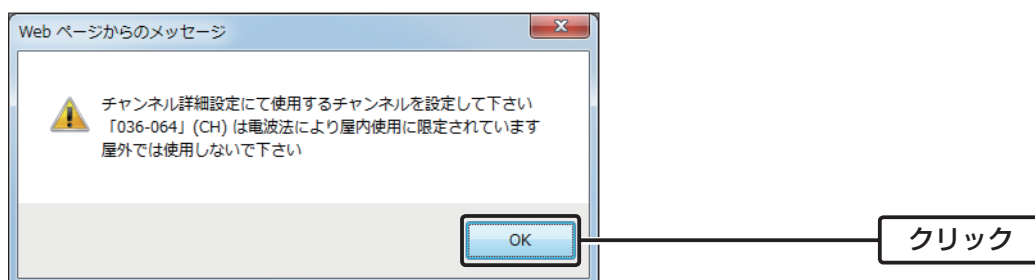 Web ページからのメッセージ
チャンネル詳細設定にて使用するチャンネルを設定して下さい
「036-064」(CH) は電波法により屋内使用に限定されています
屋外では使用しないで下さい
OK
クリック